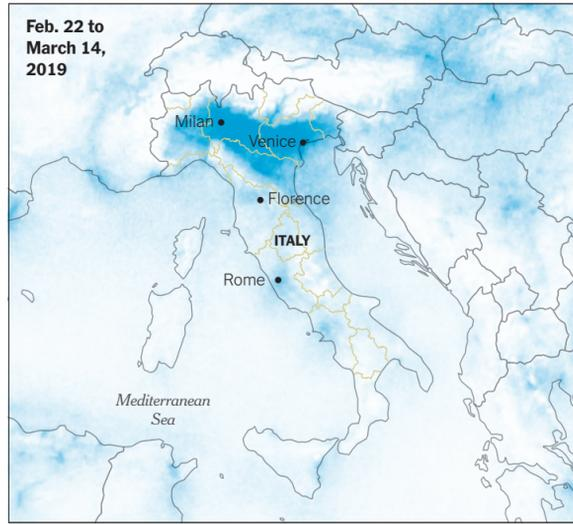 Feb. 22 to
March 14,
2019
Milan
Venice
Florence
ITALY
Rome
Mediterranean
Sea